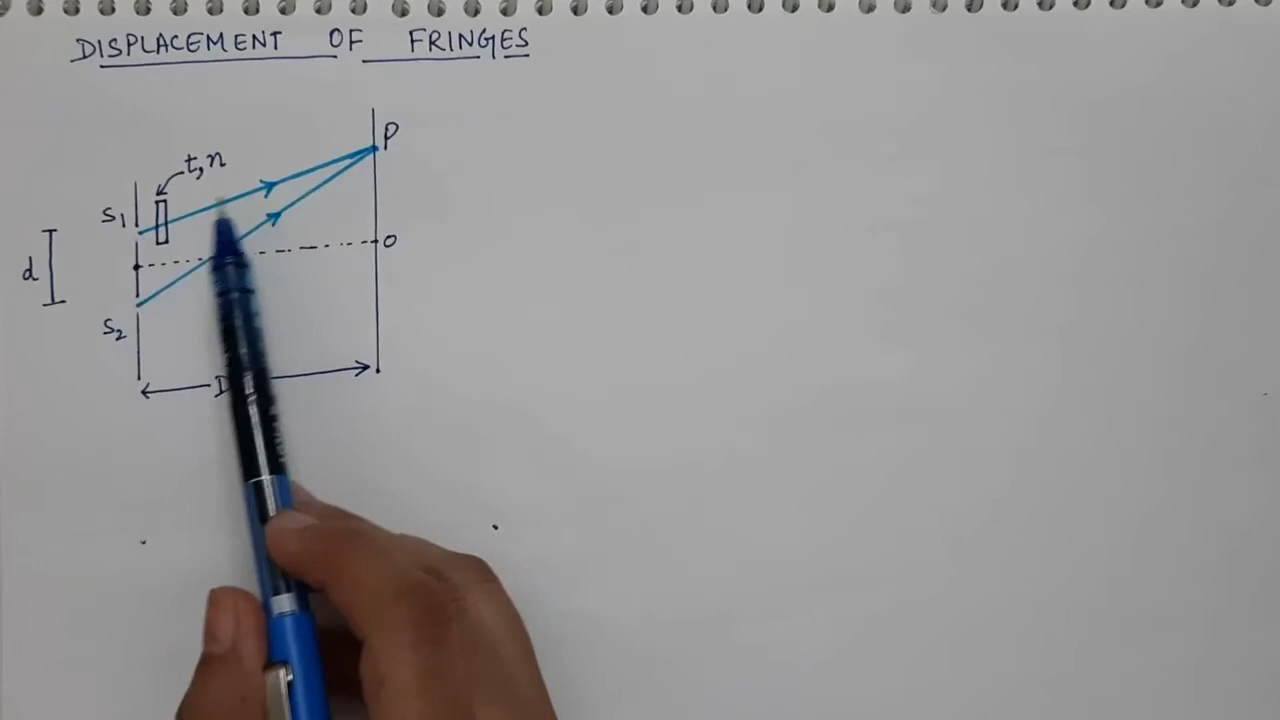 DISPLACEMENT OF FRINGES
P
t, n
S1
O
d
S2
D